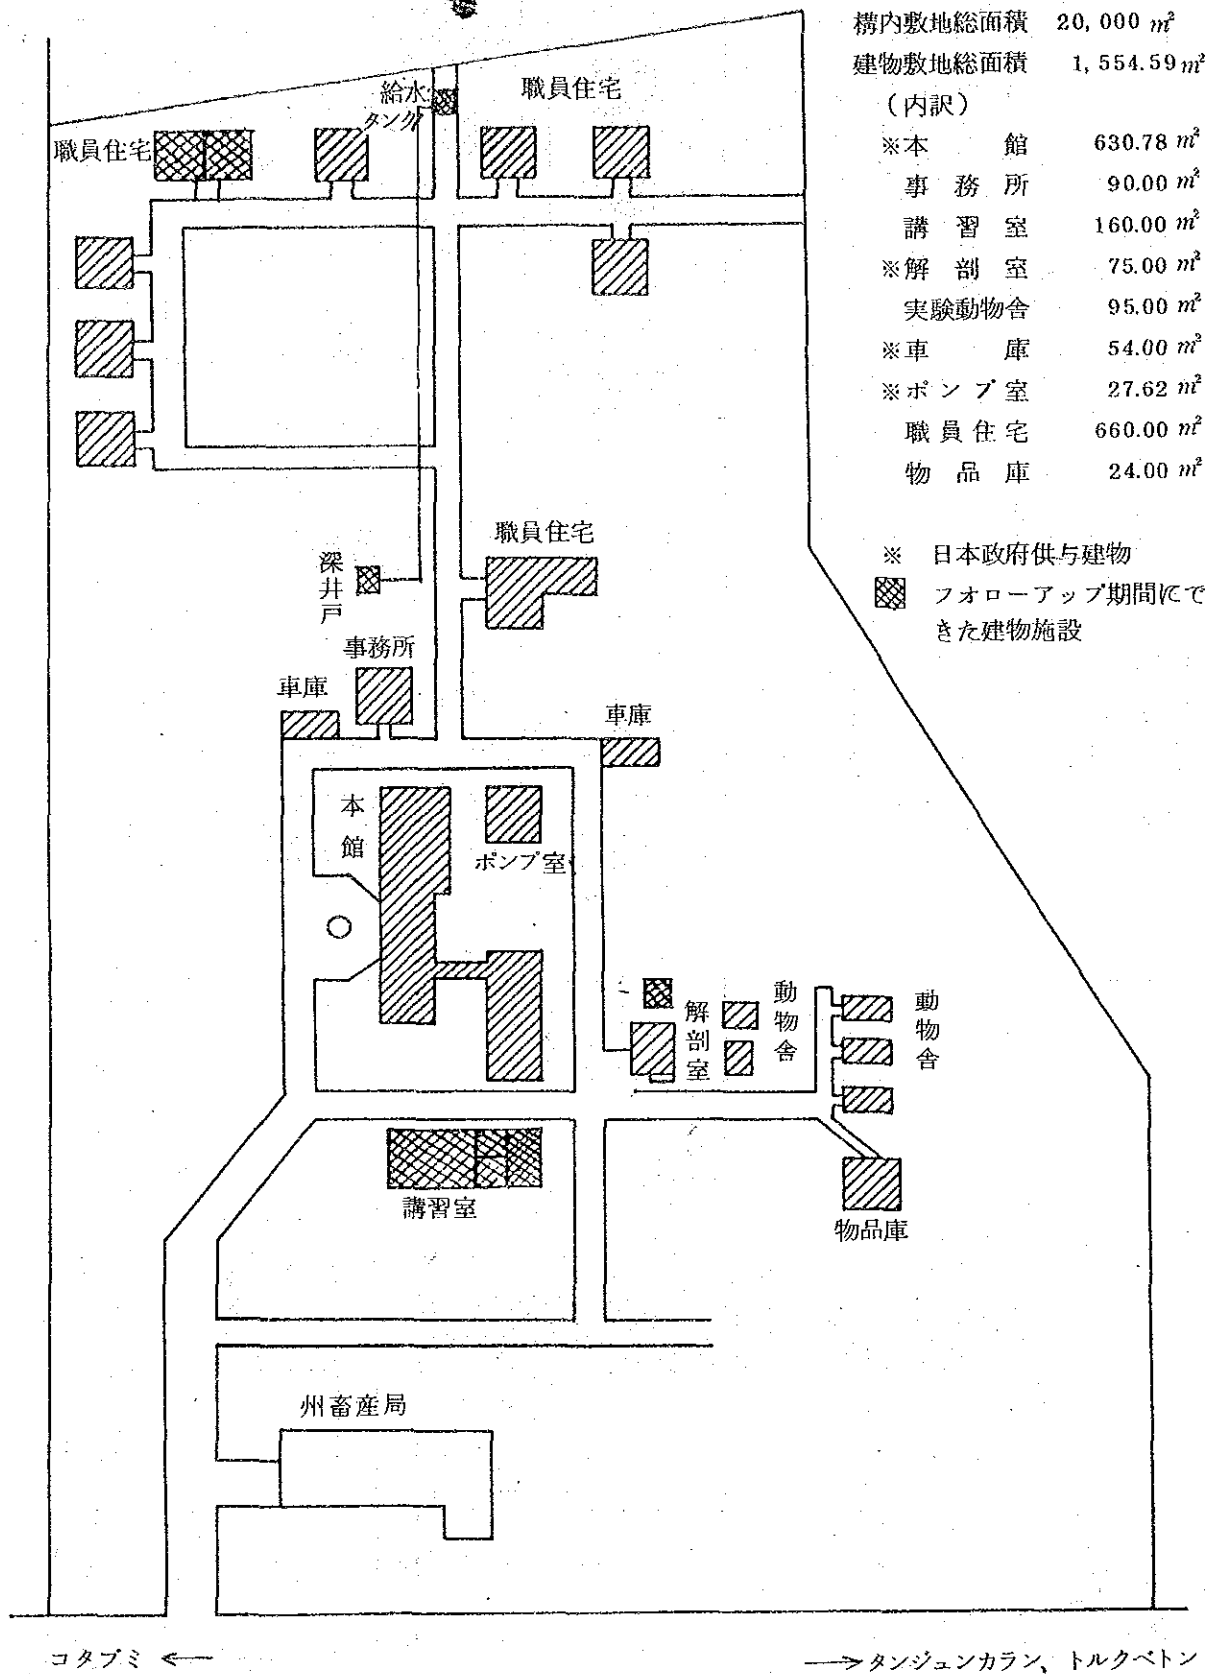 構内敷地総面積 20,000 m²
建物敷地総面積 1,554.59 m²
(内訳)
※本館 630.78 m²
事務所 90.00 m²
講習室 160.00 m²
※解剖室 75.00 m²
実験動物舎 95.00 m²
※車庫 54.00 m²
※ポンプ室 27.62 m²
職員住宅 660.00 m²
物品庫 24.00 m²
※ 日本政府供与建物
フオローアップ期間にで
きた建物施設
給水
タンク
職員住宅
職員住宅
職員住宅
深井戸
事務所
車庫
車庫
本館
ポンプ室
解剖室
動物舎
動物舎
講習室
物品庫
州畜産局
コタブミ ←
→ タンジュンカラン、トルクベトン